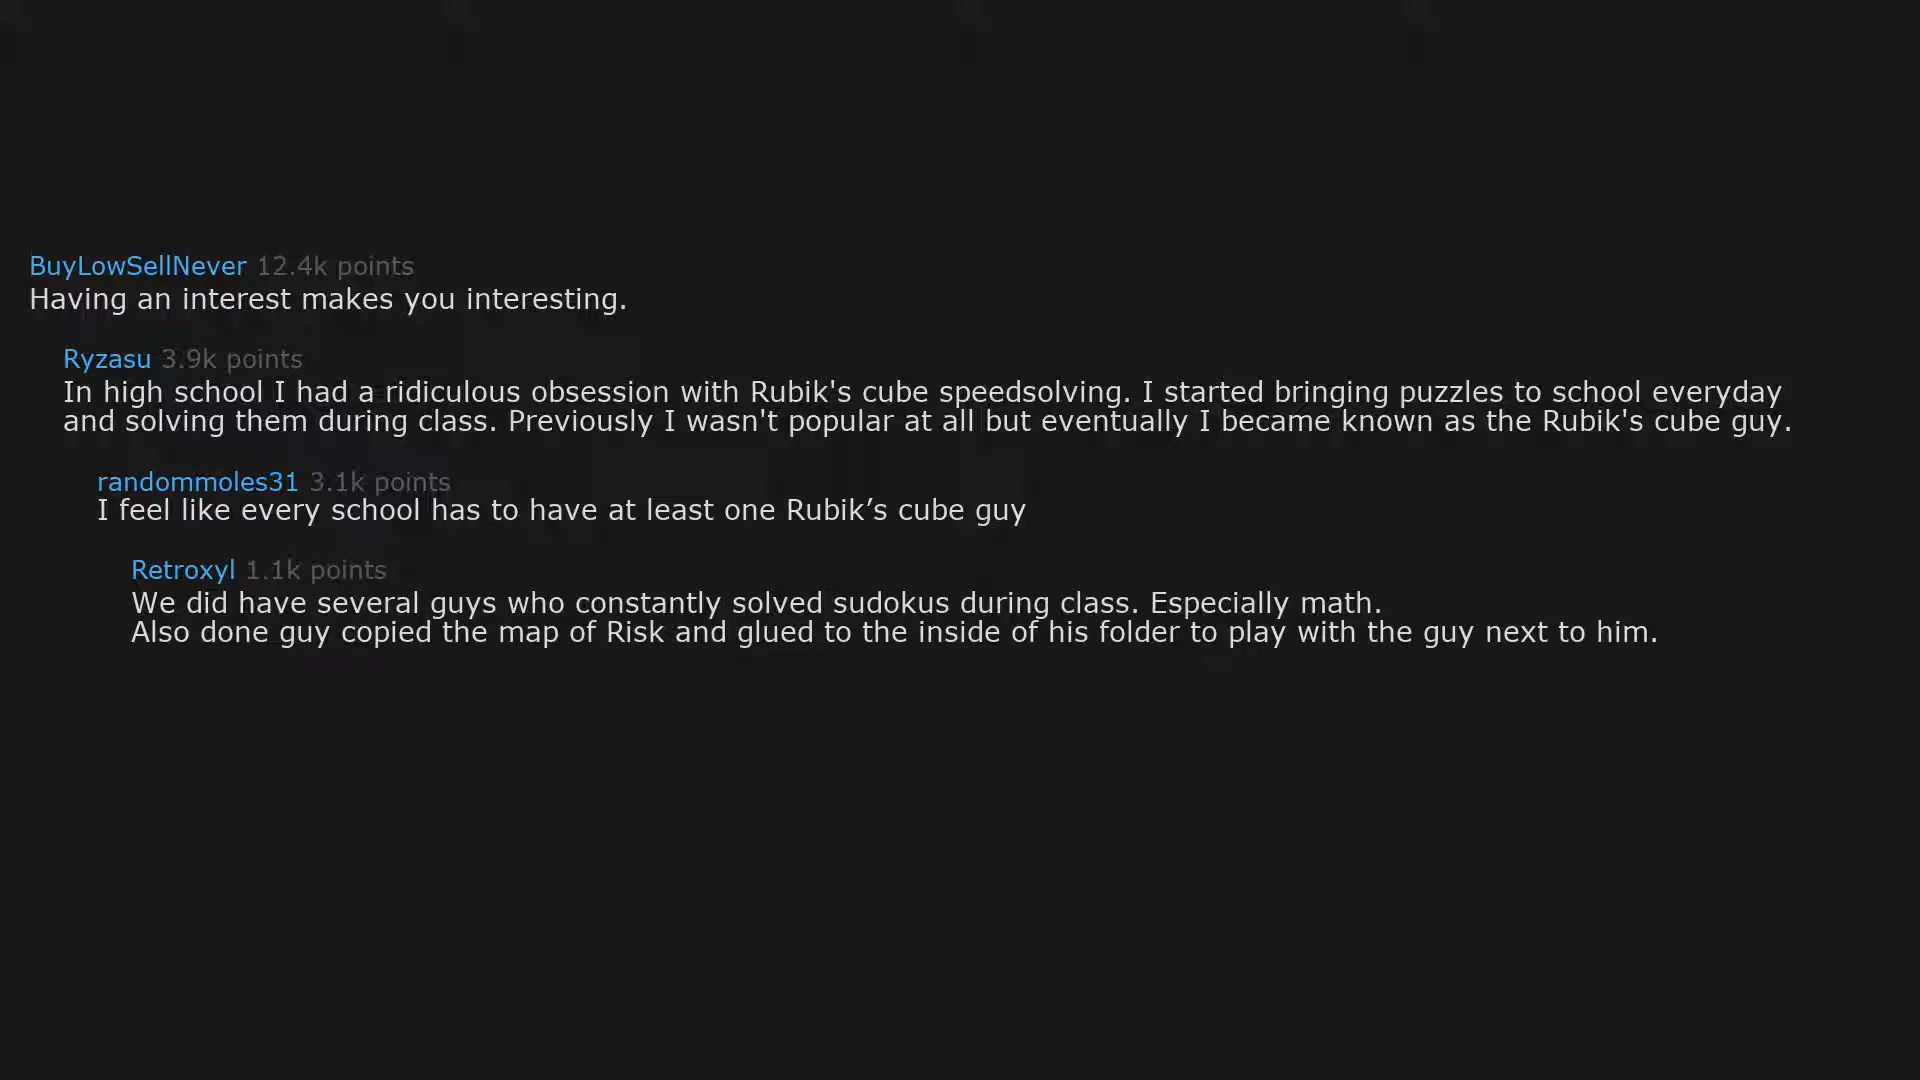 BuyLowSellNever 12.4k points
Having an interest makes you interesting.
Ryzasu 3.9k points
In high school I had a ridiculous obsession with Rubik's cube speedsolving. I started bringing puzzles to school everyday
and solving them during class. Previously I wasn't popular at all but eventually I became known as the Rubik's cube guy.
randommoles31 3.1k points
I feel like every school has to have at least one Rubik’s cube guy
Retroxyl 1.1k points
We did have several guys who constantly solved sudokus during class. Especially math.
Also done guy copied the map of Risk and glued to the inside of his folder to play with the guy next to him.